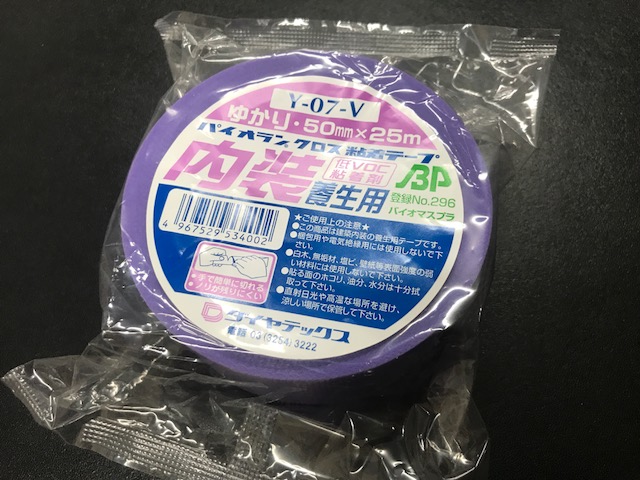 Y-07-V
ゆかり・50mm×25m
パイオランクロス粘着テープ
内装
低VOC
粘着剤
養生用
BP
登録No.296
バイオマスプラ
4 967529 534002
●手で簡単に切れる
●ノリが残りにくい
★ご使用上の注意★
●この商品は建築内装の養生用テープです。
●梱包用や電気絶縁用には使用しないで下さい。
●白木、無垢材、塩ビ、壁紙等表面強度の弱
い材料には使用しないで下さい。
●貼る面のホコリ、油分、水分は十分拭
取って下さい。
●直射日光や高温な場所を避け、
涼しい場所で保管して下さい。
ダイヤテックス
電話 03(3254)3222